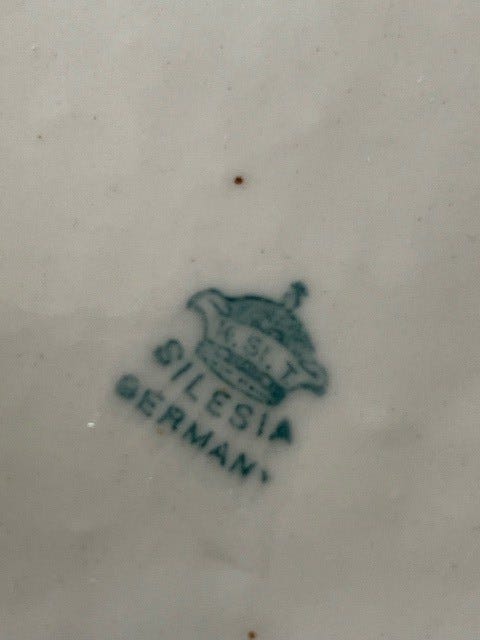 K. St. T.
SILESIA
GERMANY